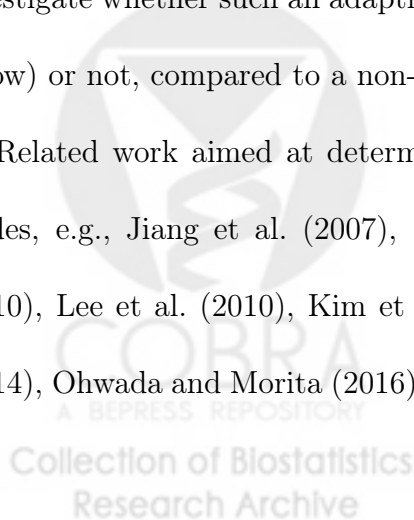 estigate whether such an adapti
ow) or not, compared to a non-
Related work aimed at determ
les, e.g., Jiang et al. (2007),
10), Lee et al. (2010), Kim et
14), Ohwada and Morita (2016)
COBRA
A BEPRESS REPOSITORY
Collection of Biostatistics
Research Archive